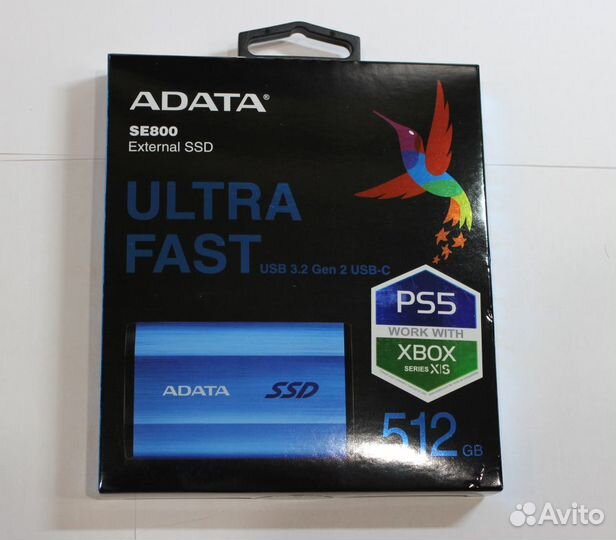 ADATA®
SE800
External SSD
ULTRA
FAST USB 3.2 Gen 2 USB-C
PS5
WORK WITH
XBOX
SERIES X|S
ADATA SSD
512 GB
Avito